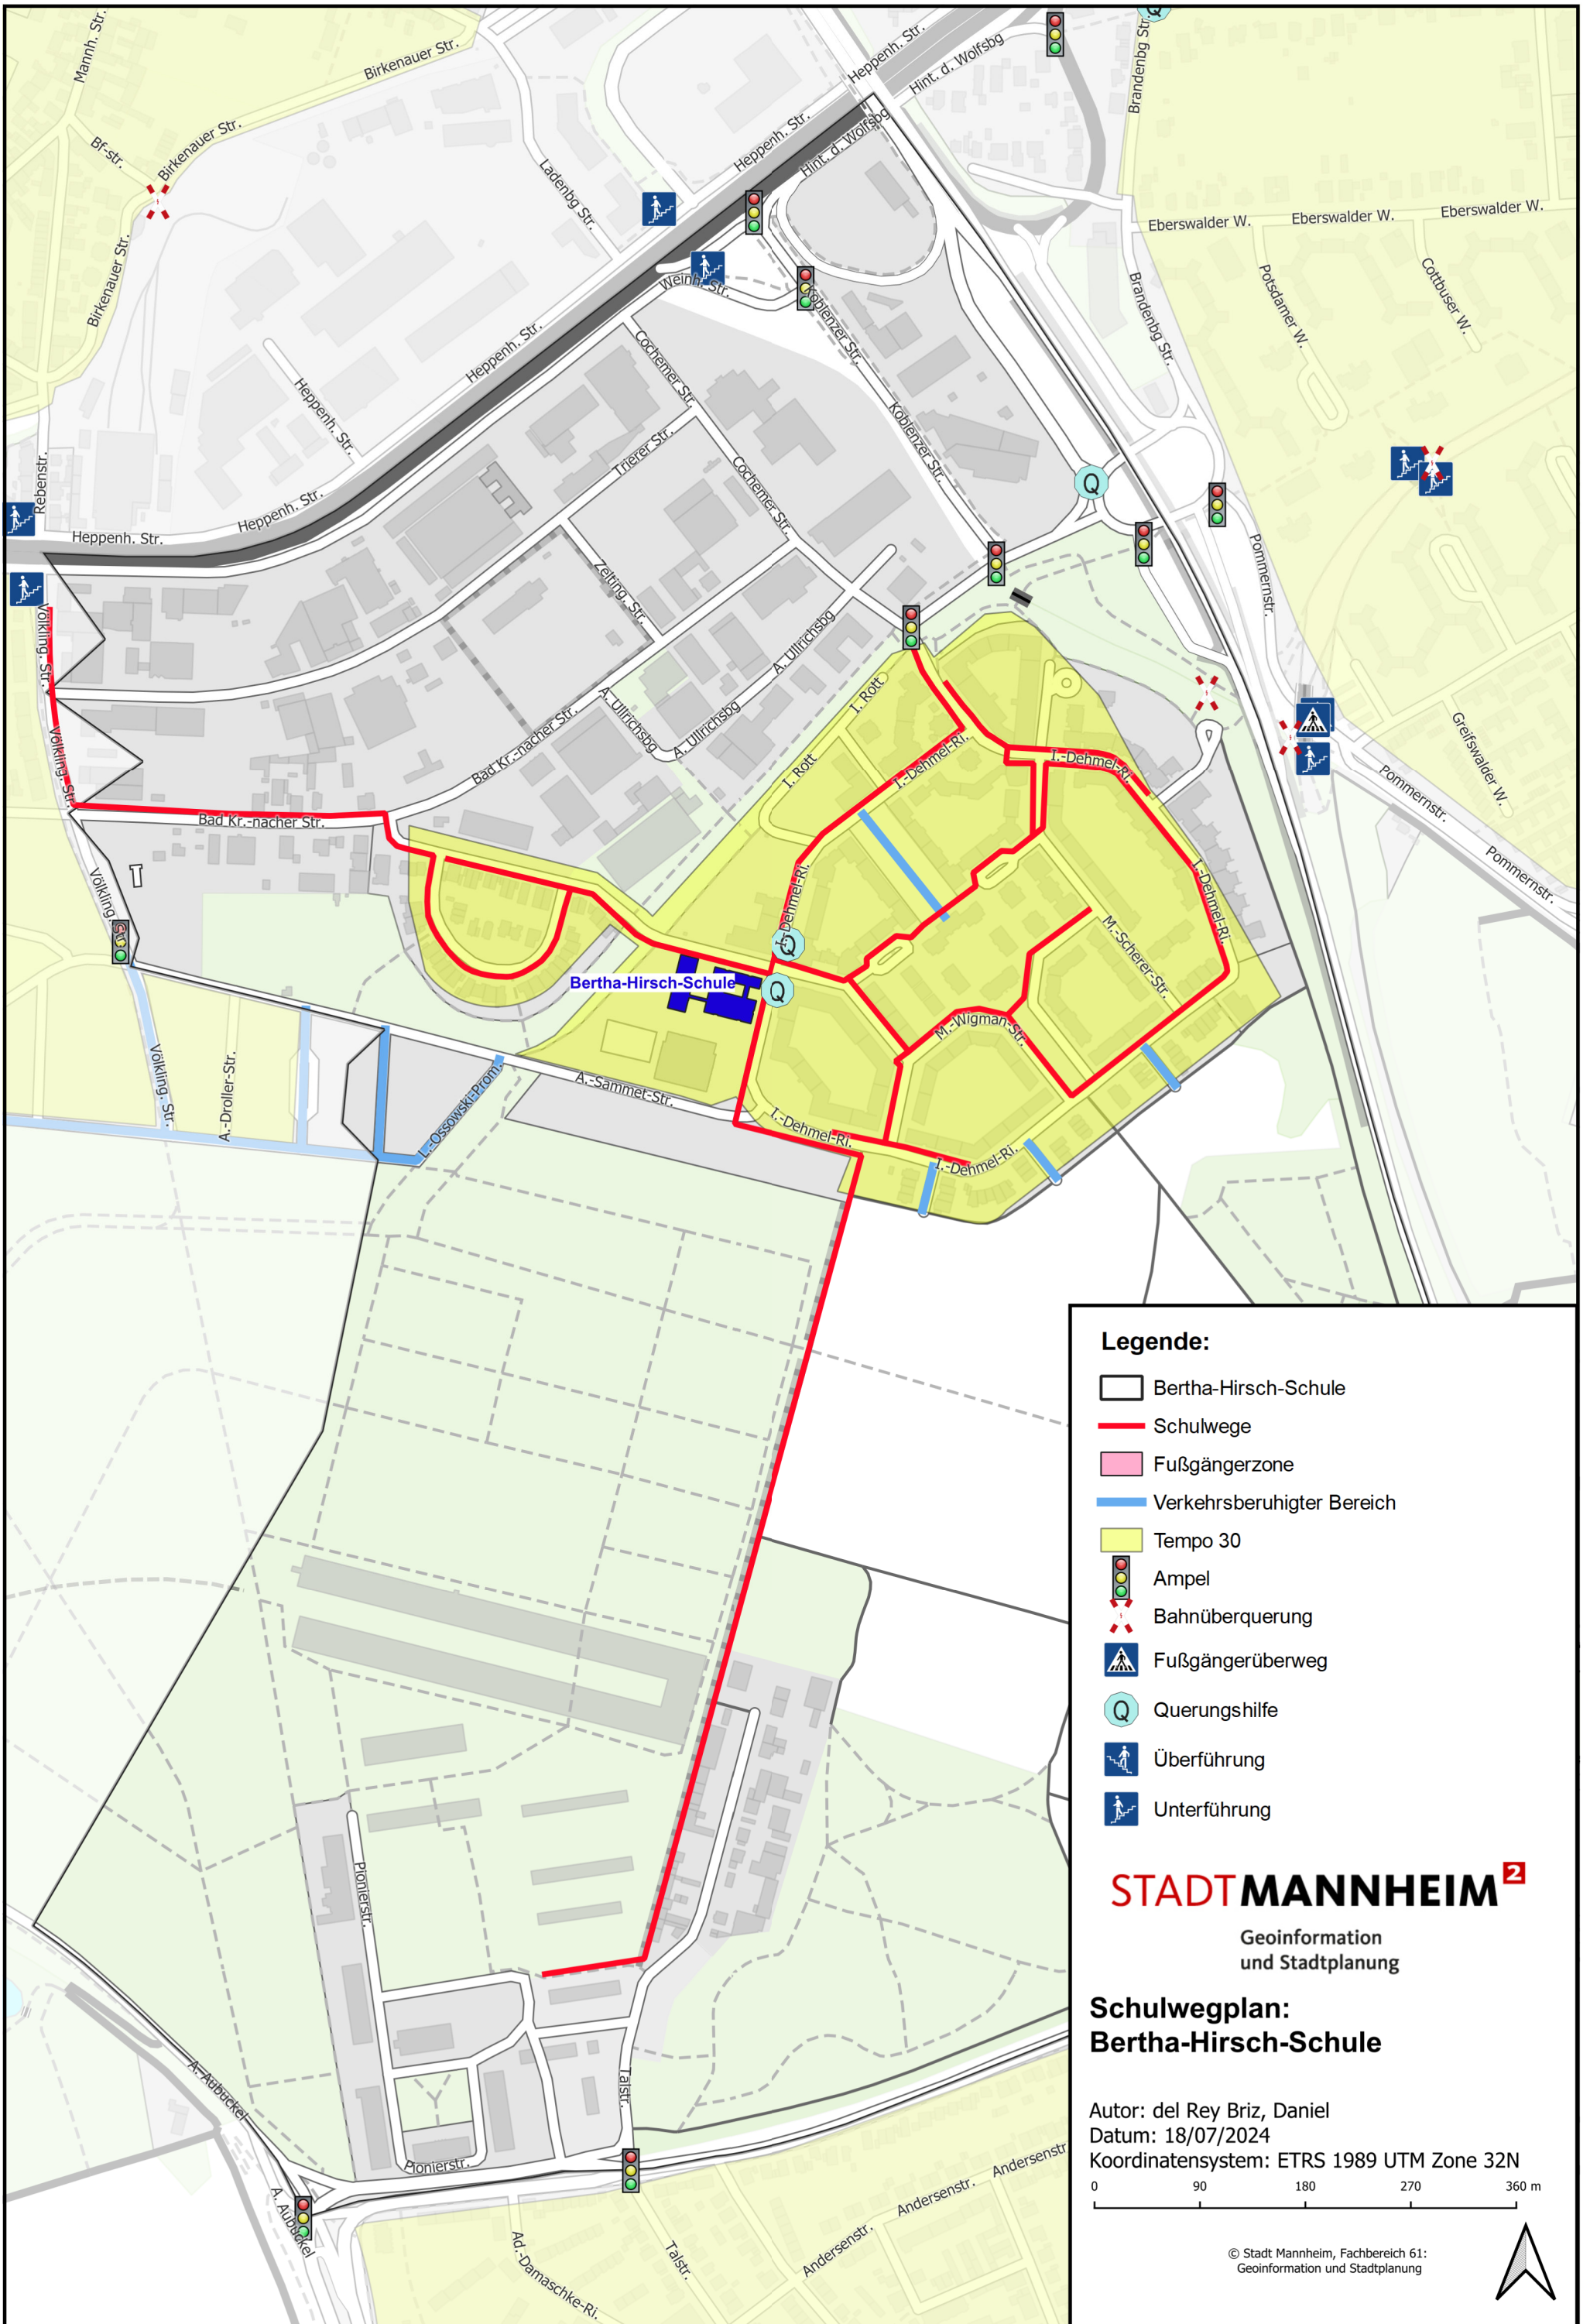 Mannh. Str.
Birkenauer Str.
Heppenh. Str.
Hint. d. Wolfsbg
Brandenbg Str.
Q
Bf-str.
Birkenauer Str.
Ladenbg Str.
Heppenh. Str.
Hint. d. Wolfsbg
Eberswalder W.
Eberswalder W.
Eberswalder W.
Birkenauer Str.
Weinh. Str.
Koblenzer Str.
Brandenbg Str.
Potsdamer W.
Cottbuser W.
Heppenh. Str.
Heppenh. Str.
Cochemer Str.
Koblenzer Str.
Trierer Str.
Cochemer Str.
Rebenstr.
Heppenh. Str.
Heppenh. Str.
Q
Zelting. Str.
Pommernstr.
Völkling. Str.
A. Ullrichsbg
A. Ullrichsbg
A. Ullrichsbg
I. Rott
I. Rott
Völkling. Str.
Bad Kr.-nacher Str.
Bad Kr.-nacher Str.
I.-Dehmel-Ri.
I.-Dehmel-Ri.
Greifswalder W.
Pommernstr.
Pommernstr.
Völkling. Str.
I.-Dehmel-Ri.
I.-Dehmel-Ri.
M.-Scherer-Str.
Q
Bertha-Hirsch-Schule
Q
M.-Wigman-Str.
Völkling. Str.
A.-Droller-Str.
L.-Ossowski-Prom.
A.-Sammet-Str.
I.-Dehmel-Ri.
I.-Dehmel-Ri.
Pionierstr.
Talstr.
A. Aubuckel
Pionierstr.
A. Aubuckel
Ad.-Damaschke-Ri.
Talstr.
Andersenstr.
Andersenstr.
Andersenstr
Legende:
Bertha-Hirsch-Schule
Schulwege
Fußgängerzone
Verkehrsberuhigter Bereich
Tempo 30
Ampel
Bahnüberquerung
Fußgängerüberweg
Q Querungshilfe
Überführung
Unterführung
STADTMANNHEIM²
Geoinformation
und Stadtplanung
Schulwegplan:
Bertha-Hirsch-Schule
Autor: del Rey Briz, Daniel
Datum: 18/07/2024
Koordinatensystem: ETRS 1989 UTM Zone 32N
0 90 180 270 360 m
© Stadt Mannheim, Fachbereich 61:
Geoinformation und Stadtplanung